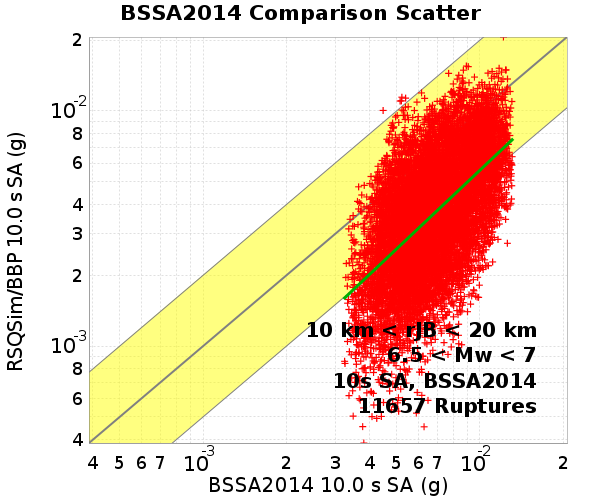 BSSA2014 Comparison Scatter
RSQSim/BBP 10.0 s SA (g)
2
10-2
8
6
4
3
2
10-3
8
6
4
10 km < rJB < 20 km
6.5 < Mw < 7
10s SA, BSSA2014
11657 Ruptures
4 5 6 7 10-3 2 3 4 5 6 7 10-2 2
BSSA2014 10.0 s SA (g)